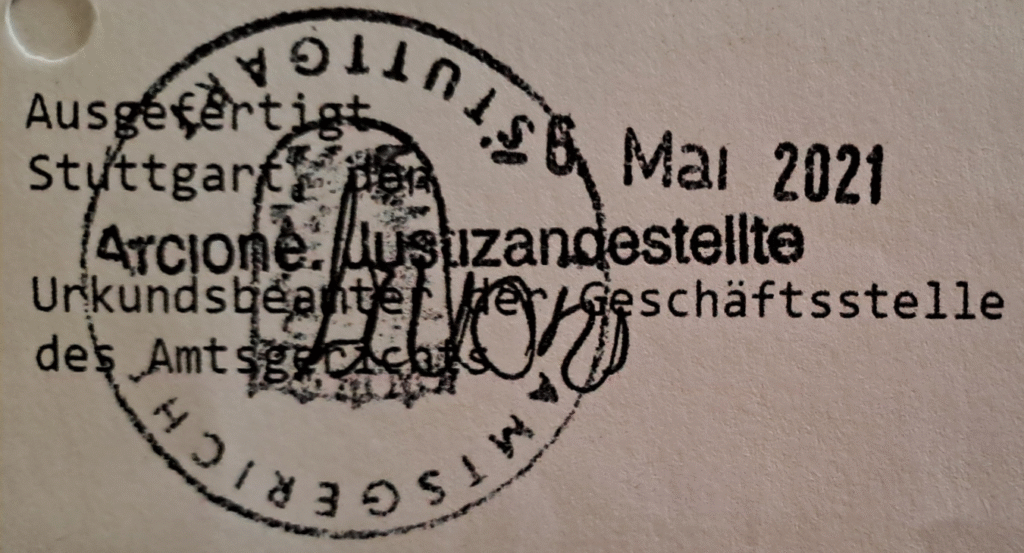 Ausgefertigt
Stuttgart, den 6 Mai 2021
Arcione, Justizangestellte
Urkundsbeamter der Geschäftsstelle
des Amtsgerichts
AMTSGERICHT STUTTGART